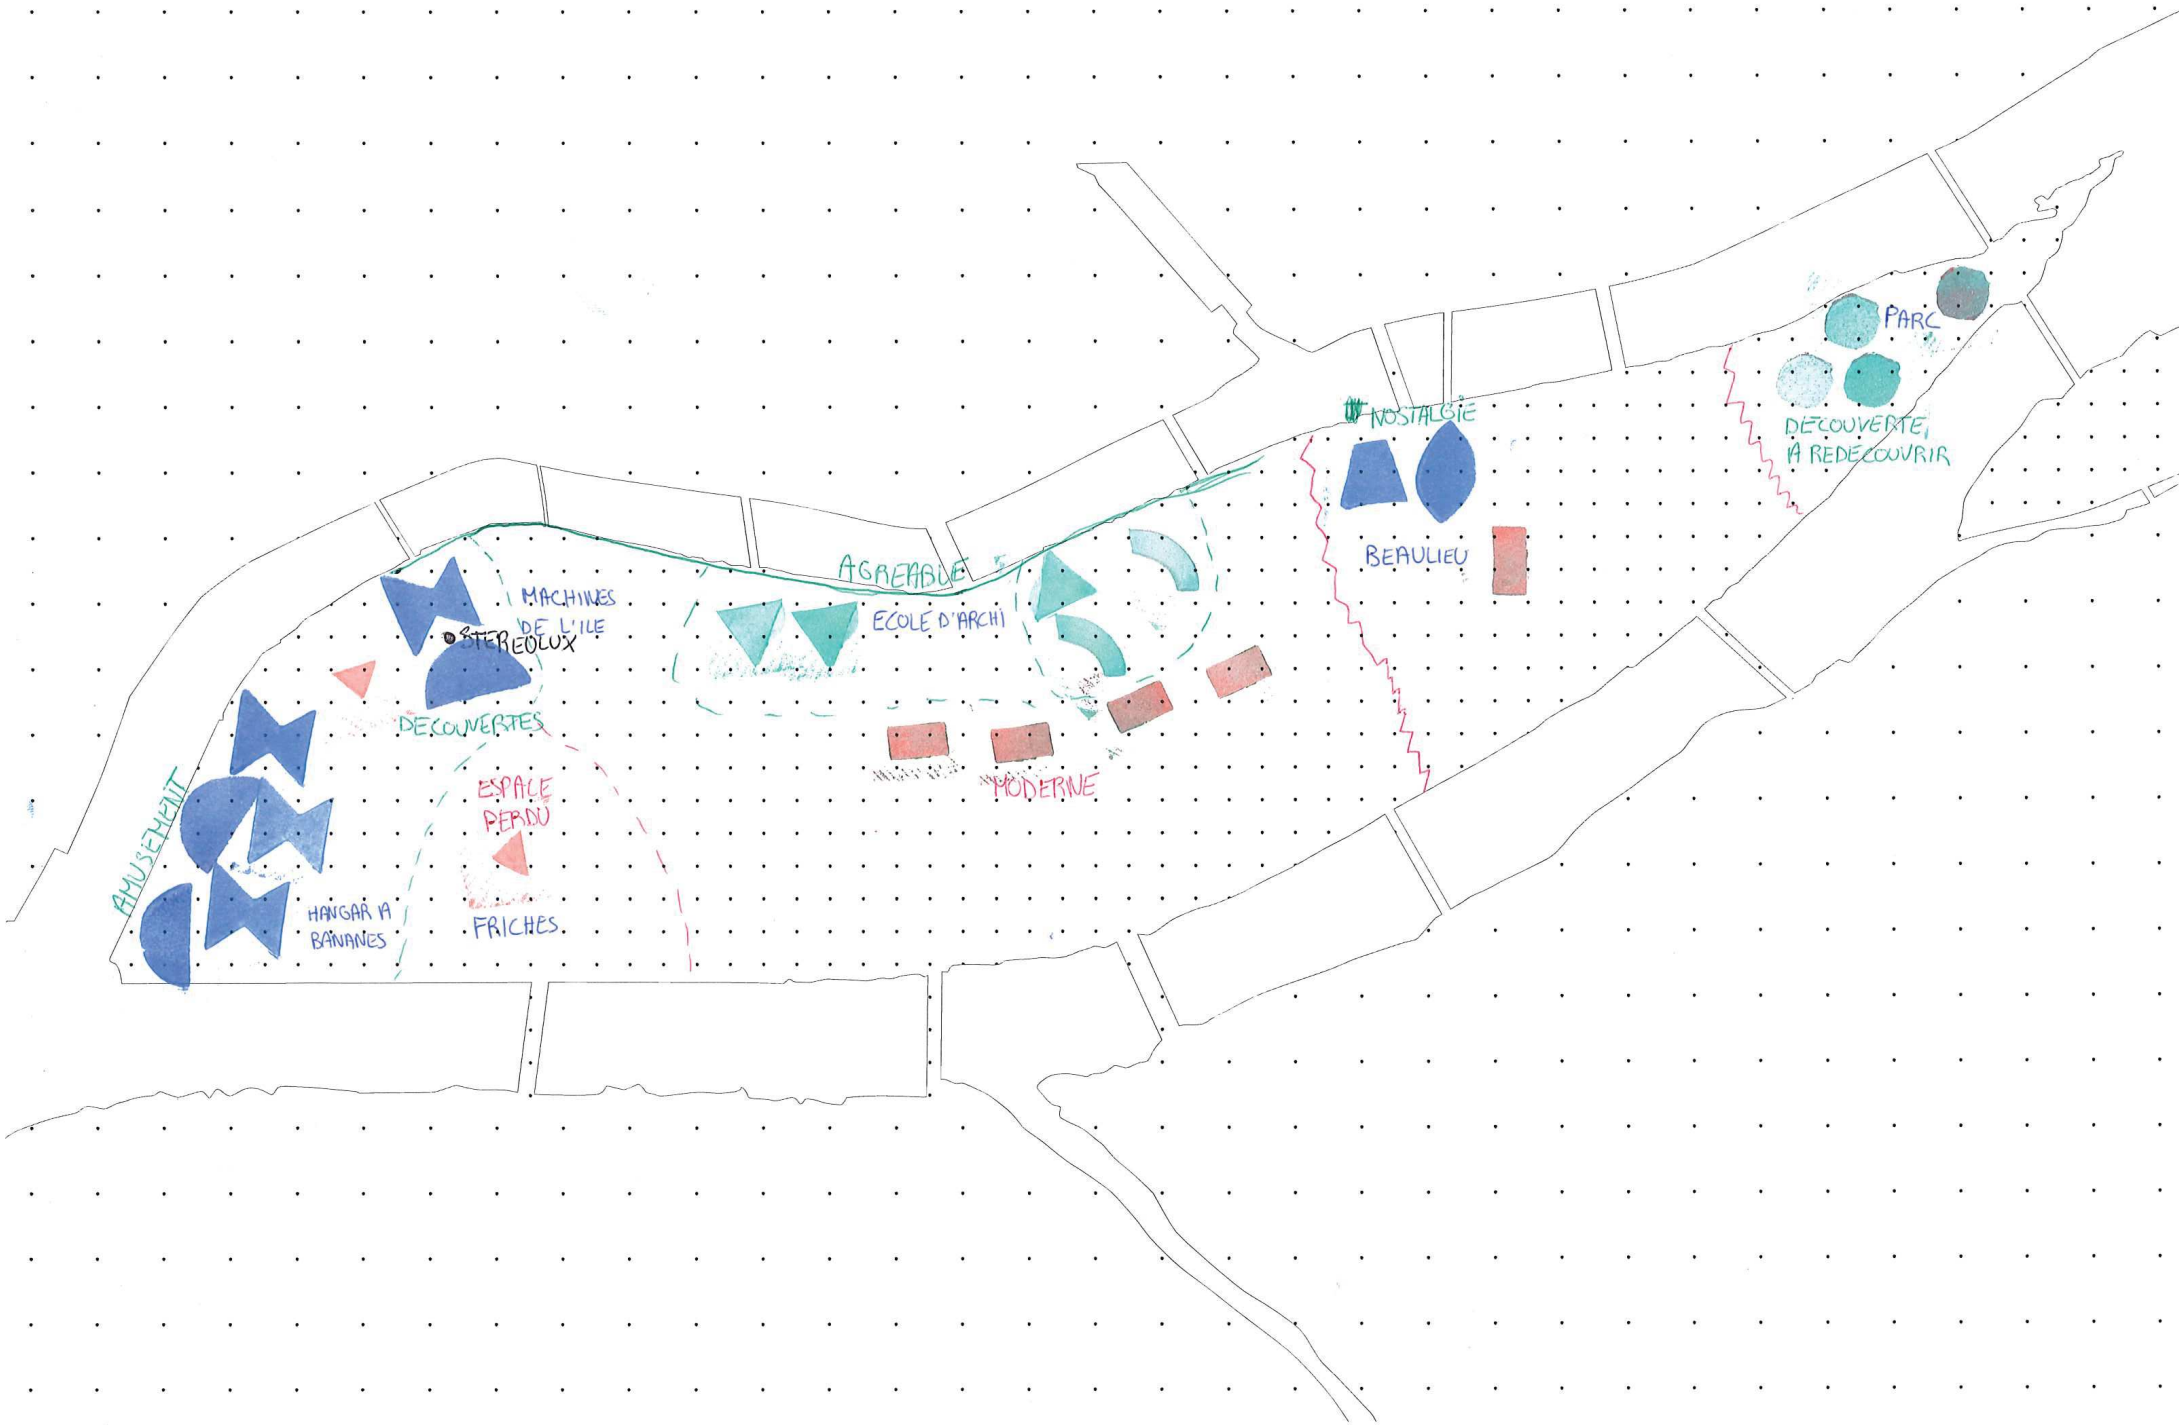 PARC
NOSTALGIE
DECOUVERTE,
A REDECOUVRIR
BEAULIEU
AGREABLE
MACHINES
DE L'ILE
ECOLE D'ARCHI
STEREOLUX
DECOUVERTES
ESPACE
PERDU
MODERNE
AMUSEMENT
HANGAR A
BANANES
FRICHES